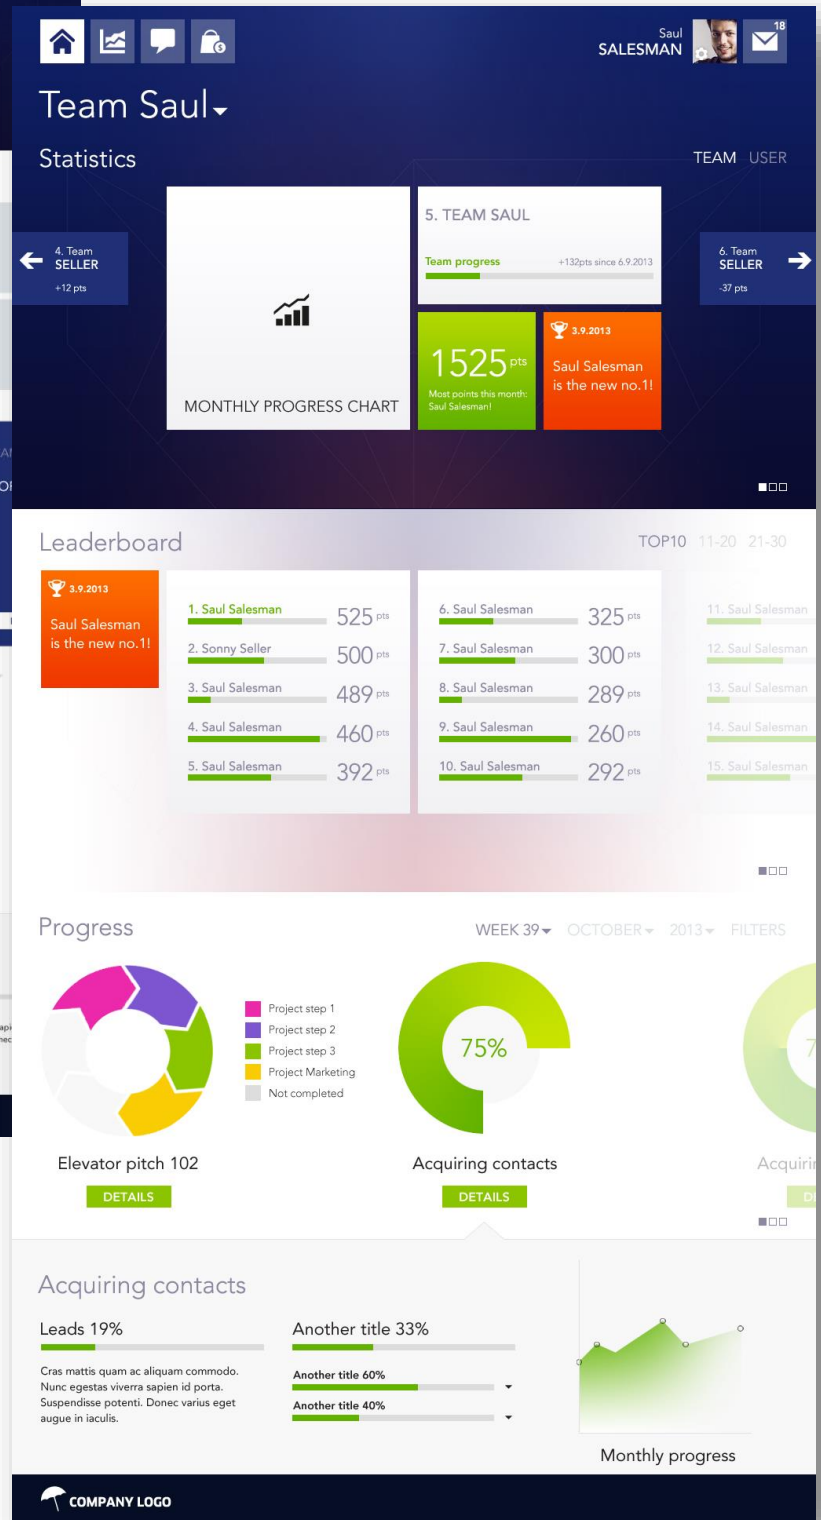 Saul
SALESMAN
18
Team Saul
Statistics
TEAM USER
4. Team
SELLER
+12 pts
MONTHLY PROGRESS CHART
5. TEAM SAUL
Team progress +132pts since 6.9.2013
1525 pts
Most points this month:
Saul Salesman!
3.9.2013
Saul Salesman
is the new no.1!
6. Team
SELLER
-37 pts
Leaderboard
TOP10 11-20 21-30
3.9.2013
Saul Salesman
is the new no.1!
1. Saul Salesman 525 pts
2. Sonny Seller 500 pts
3. Saul Salesman 489 pts
4. Saul Salesman 460 pts
5. Saul Salesman 392 pts
6. Saul Salesman 325 pts
7. Saul Salesman 300 pts
8. Saul Salesman 289 pts
9. Saul Salesman 260 pts
10. Saul Salesman 292 pts
11. Saul Salesman
12. Saul Salesman
13. Saul Salesman
14. Saul Salesman
15. Saul Salesman
Progress
WEEK 39 OCTOBER 2013 FILTERS
Project step 1
Project step 2
Project step 3
Project Marketing
Not completed
Elevator pitch 102
DETAILS
75%
Acquiring contacts
DETAILS
Acquiring contacts
Leads 19%
Cras mattis quam ac aliquam commodo.
Nunc egestas viverra sapien id porta.
Suspendisse potenti. Donec varius eget
augue in iaculis.
Another title 33%
Another title 60%
Another title 40%
Monthly progress
COMPANY LOGO